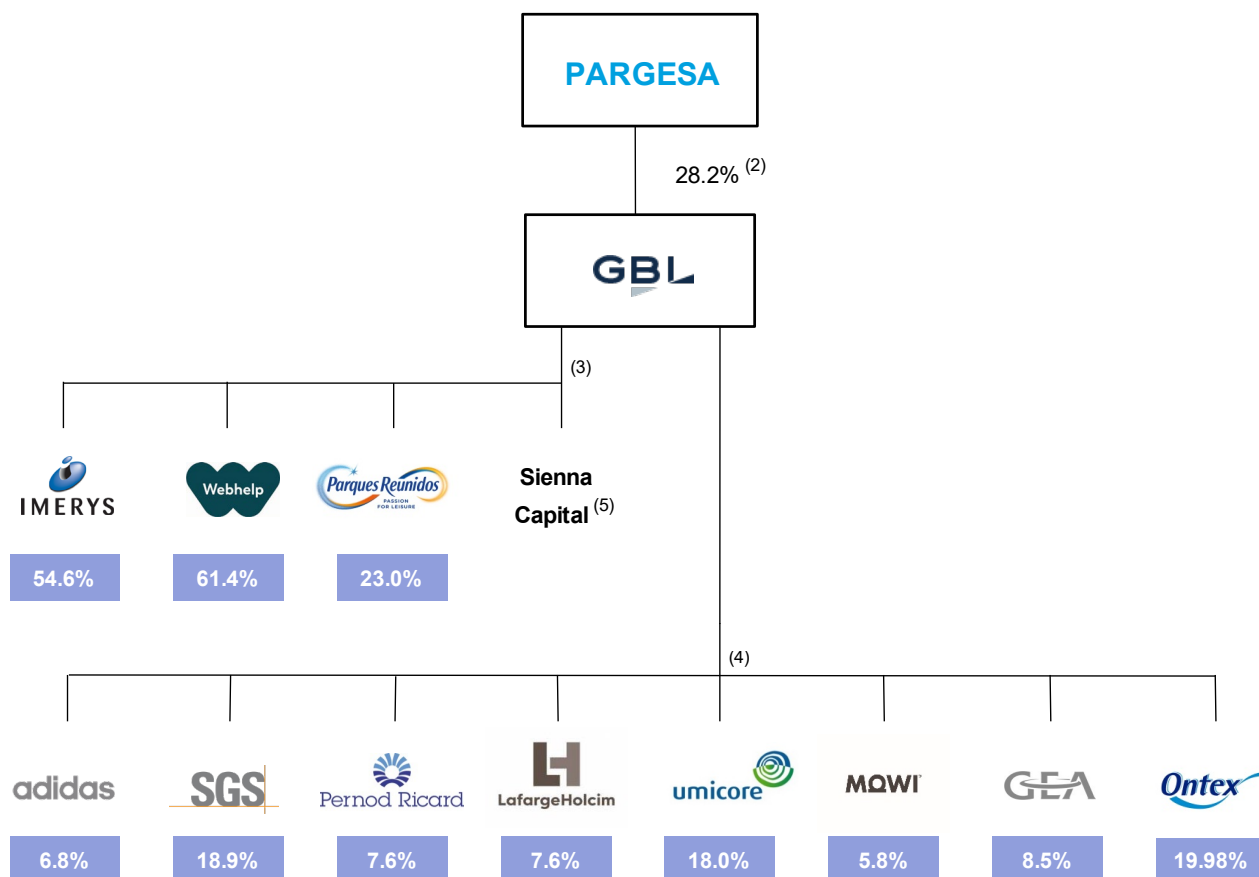 PARGESA
28.2% (2)
GBL
(3)
IMERYS
Webhelp
Parques Reunidos
PASSION
FOR LEISURE
Sienna
Capital (5)
54.6%
61.4%
23.0%
(4)
adidas
SGS
Pernod Ricard
LH
LafargeHolcim
umicore
MOWI
GEA
Ontex
6.8%
18.9%
7.6%
7.6%
18.0%
5.8%
8.5%
19.98%